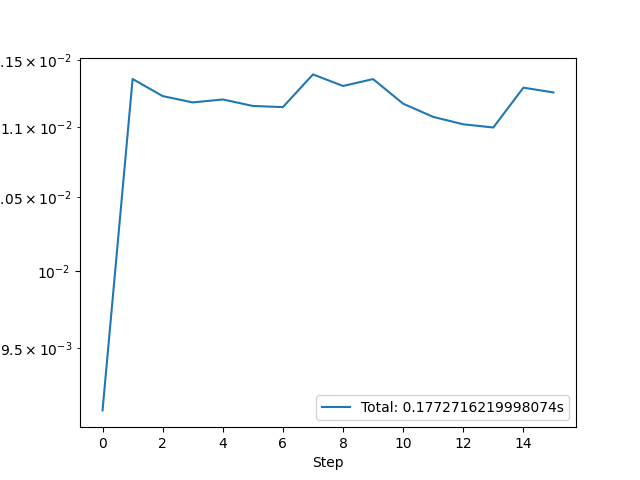 .15 × 10⁻²
1.1 × 10⁻²
.05 × 10⁻²
10⁻²
9.5 × 10⁻³
Total: 0.1772716219998074s
0 2 4 6 8 10 12 14
Step